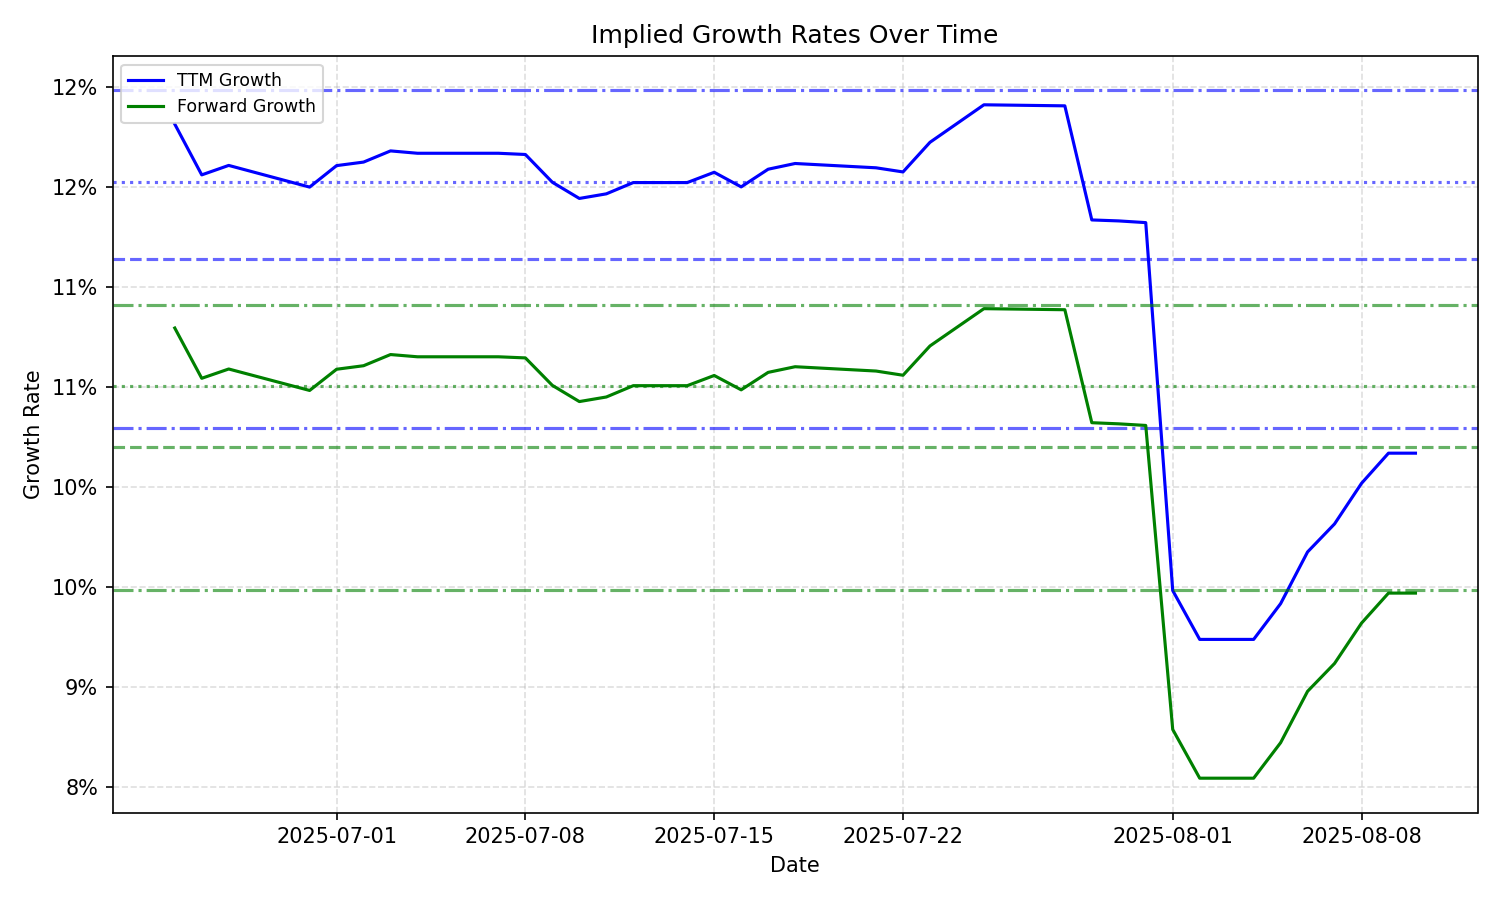 Implied Growth Rates Over Time
TTM Growth
Forward Growth
12%
12%
11%
11%
10%
10%
9%
8%
Growth Rate
2025-07-01
2025-07-08
2025-07-15
2025-07-22
2025-08-01
2025-08-08
Date